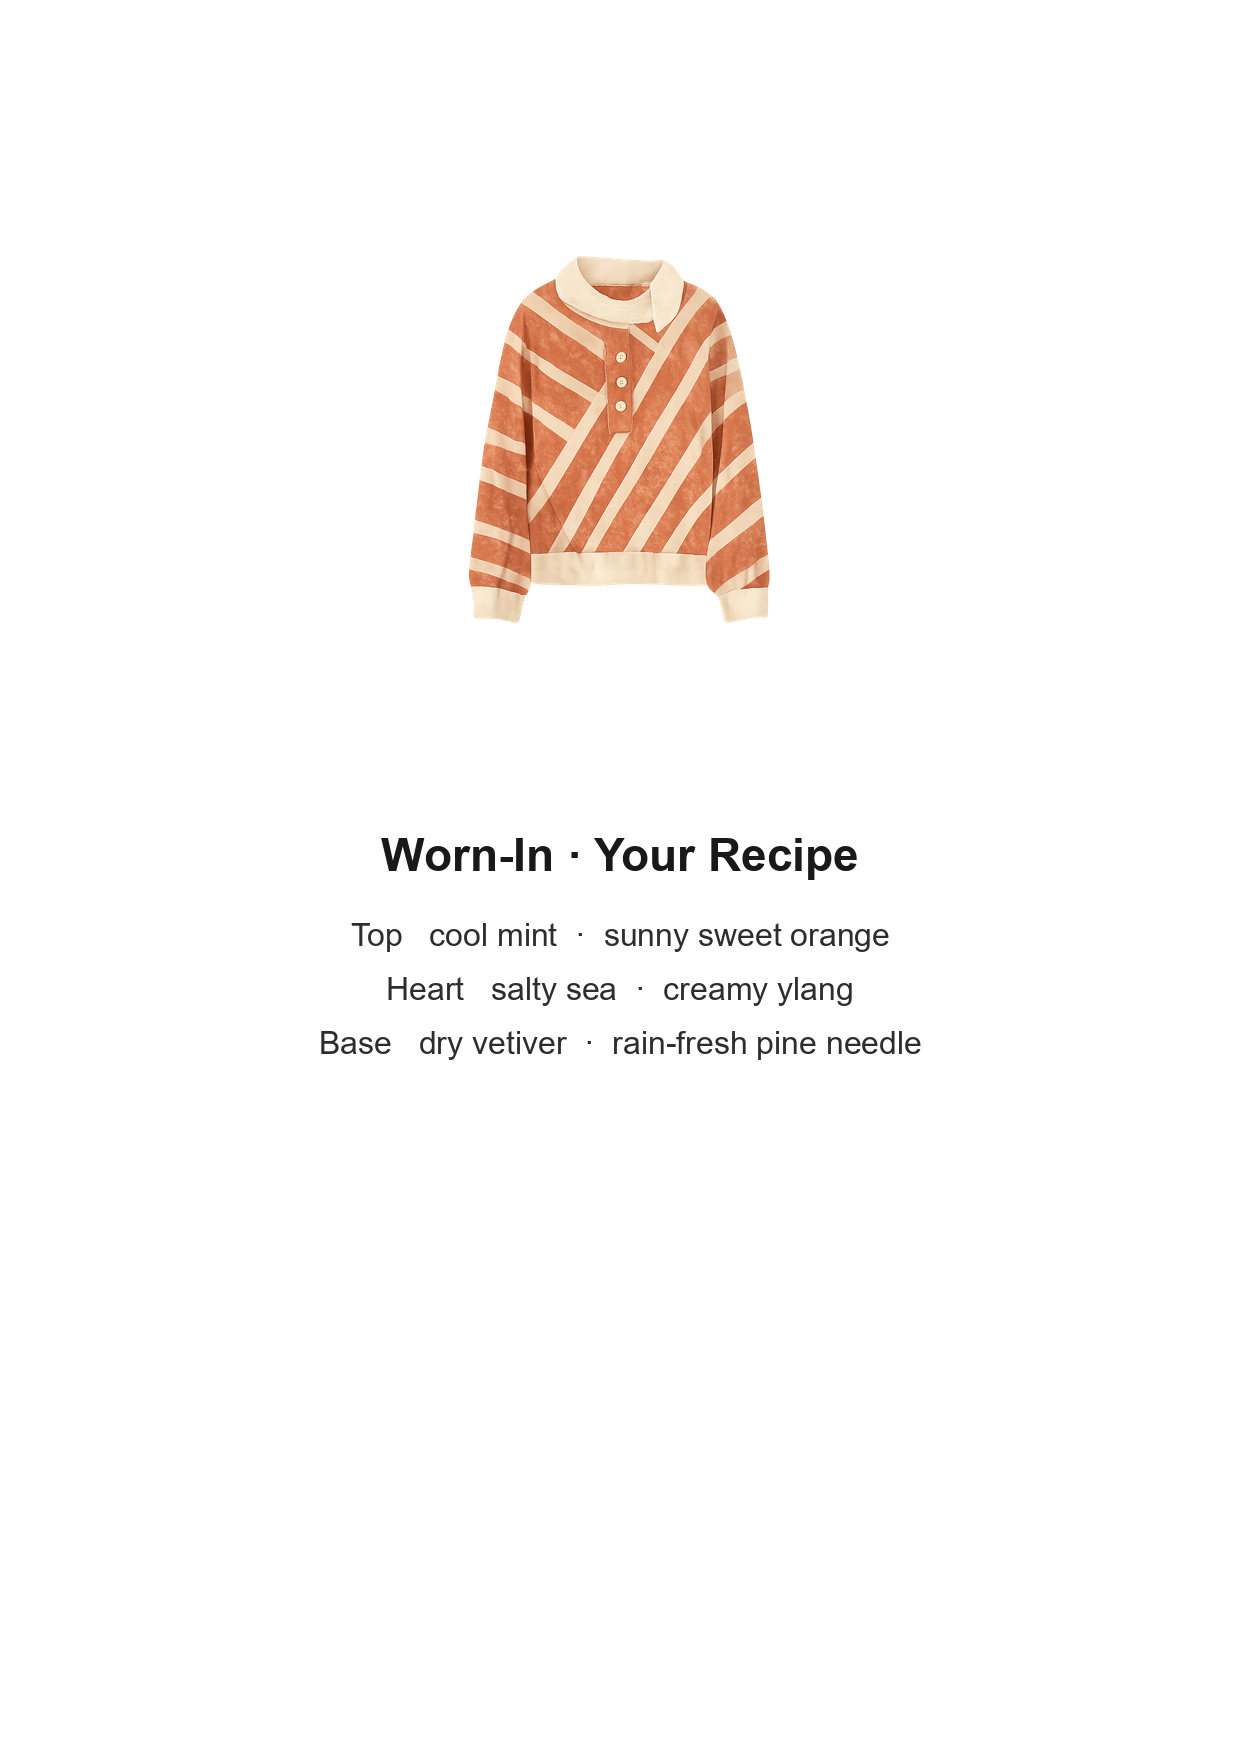 Worn-In · Your Recipe
Top cool mint · sunny sweet orange
Heart salty sea · creamy ylang
Base dry vetiver · rain-fresh pine needle